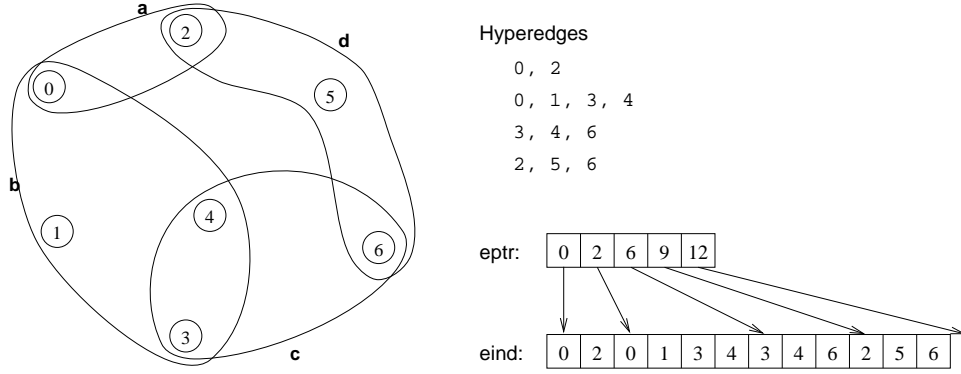 a
2
d
0
5
b
4
1
6
3
c
Hyperedges
0, 2
0, 1, 3, 4
3, 4, 6
2, 5, 6
eptr: 0 2 6 9 12
eind: 0 2 0 1 3 4 3 4 6 2 5 6